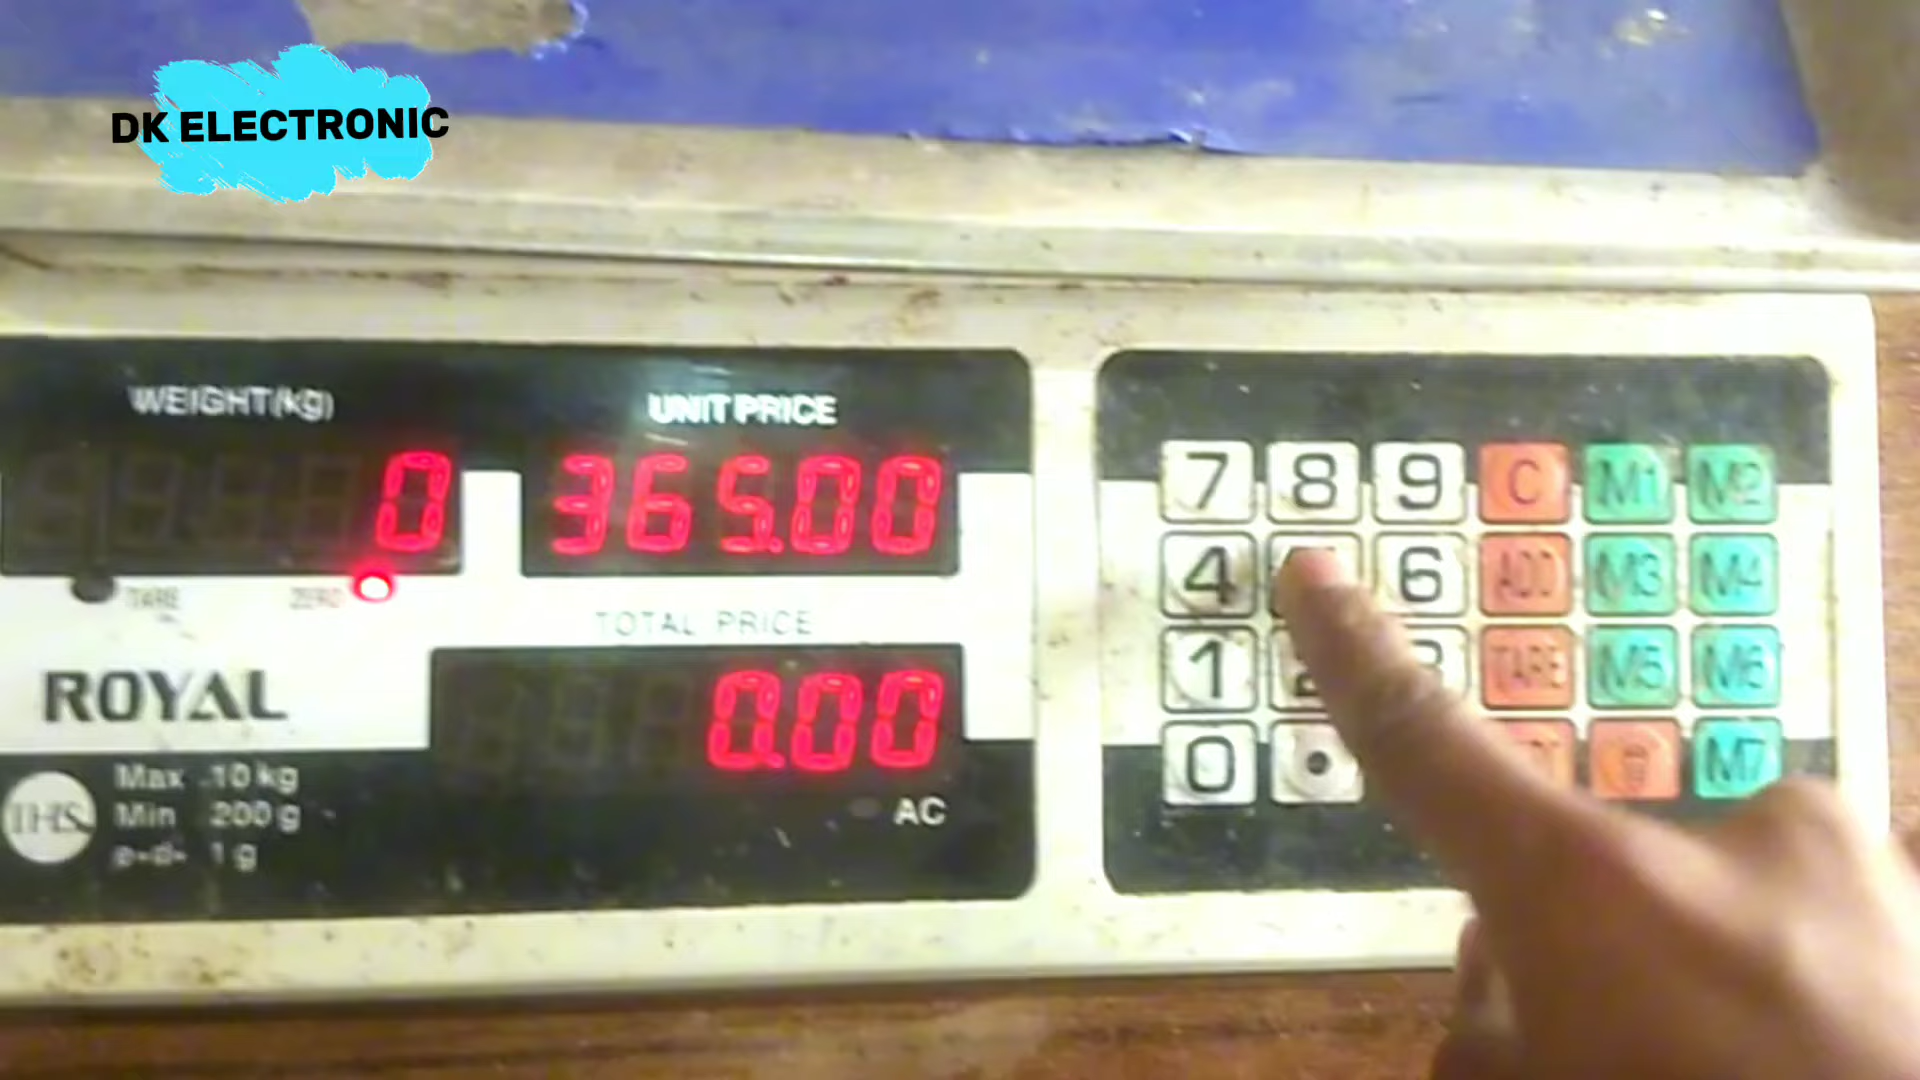 DK ELECTRONIC
WEIGHT(kg)
UNIT PRICE
0
365.00
TARE
ZERO
TOTAL PRICE
ROYAL
0.00
Max 10 kg
Min 200 g
e=d= 1 g
AC
7 8 9 C M1 M2
4 6 ADD M3 M4
1 TARE M5 M6
0 . M7